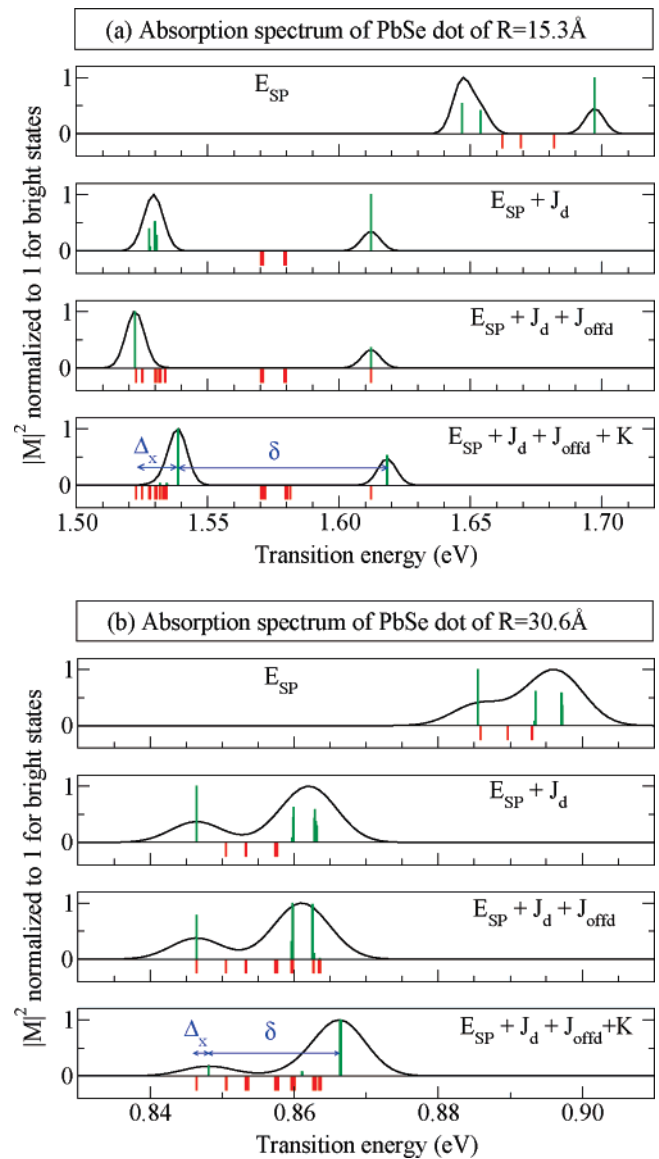 (a) Absorption spectrum of PbSe dot of R=15.3Å
|M|² normalized to 1 for bright states
1
0
E_SP
1
0
E_SP + J_d
1
0
E_SP + J_d + J_offd
1
0
Δ_x
δ
E_SP + J_d + J_offd + K
1.50 1.55 1.60 1.65 1.70
Transition energy (eV)
(b) Absorption spectrum of PbSe dot of R=30.6Å
|M|² normalized to 1 for bright states
1
0
E_SP
1
0
E_SP + J_d
1
0
E_SP + J_d + J_offd
1
0
Δ_x
δ
E_SP + J_d + J_offd +K
0.84 0.86 0.88 0.90
Transition energy (eV)